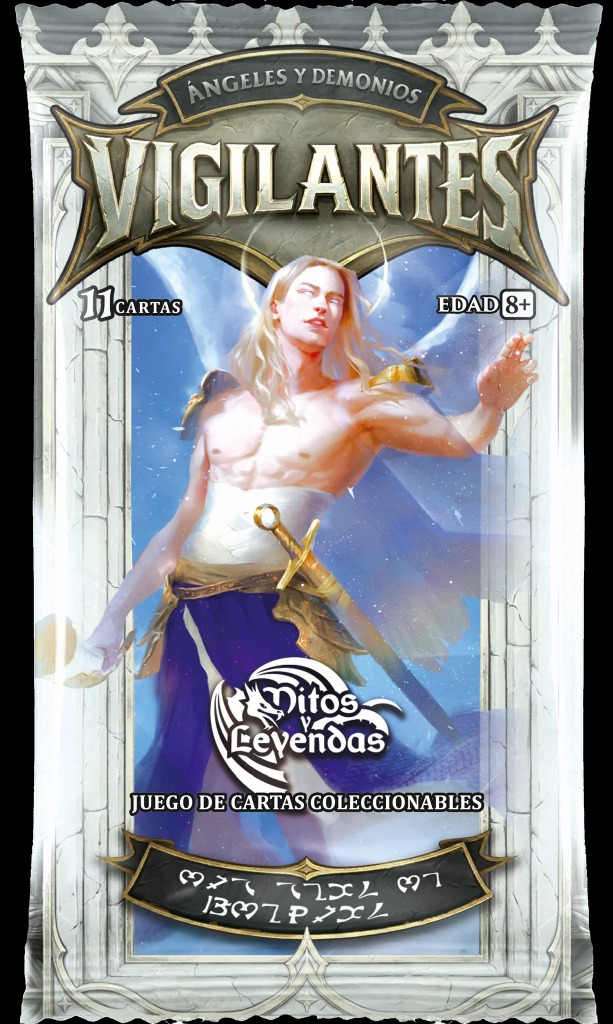 ÁNGELES Y DEMONIOS
VIGILANTES
11 CARTAS
EDAD 8+
Mitos
y
Leyendas
JUEGO DE CARTAS COLECCIONABLES